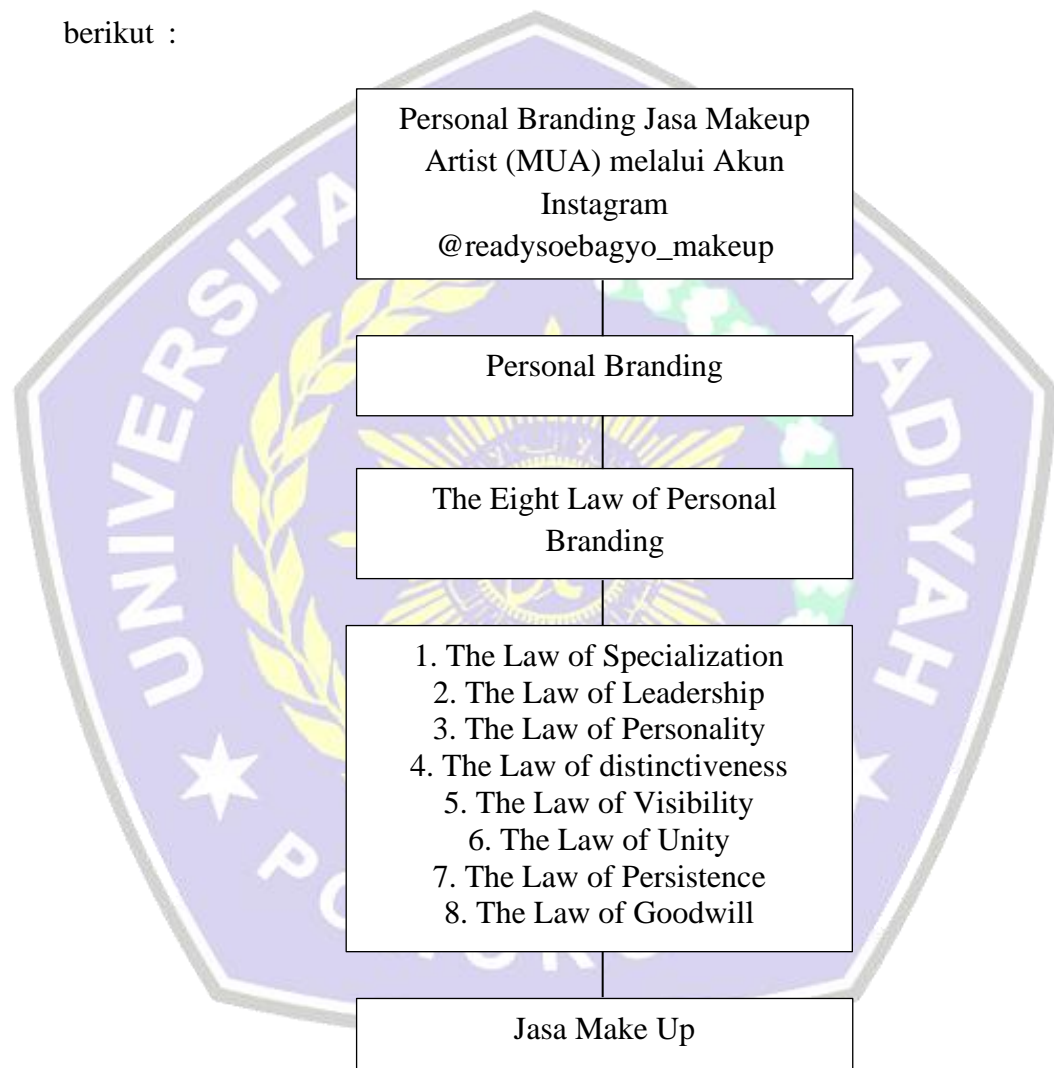 berikut :
Personal Branding Jasa Makeup
Artist (MUA) melalui Akun
Instagram
@readysoebagyo_makeup
Personal Branding
The Eight Law of Personal
Branding
1. The Law of Specialization
2. The Law of Leadership
3. The Law of Personality
4. The Law of distinctiveness
5. The Law of Visibility
6. The Law of Unity
7. The Law of Persistence
8. The Law of Goodwill
Jasa Make Up